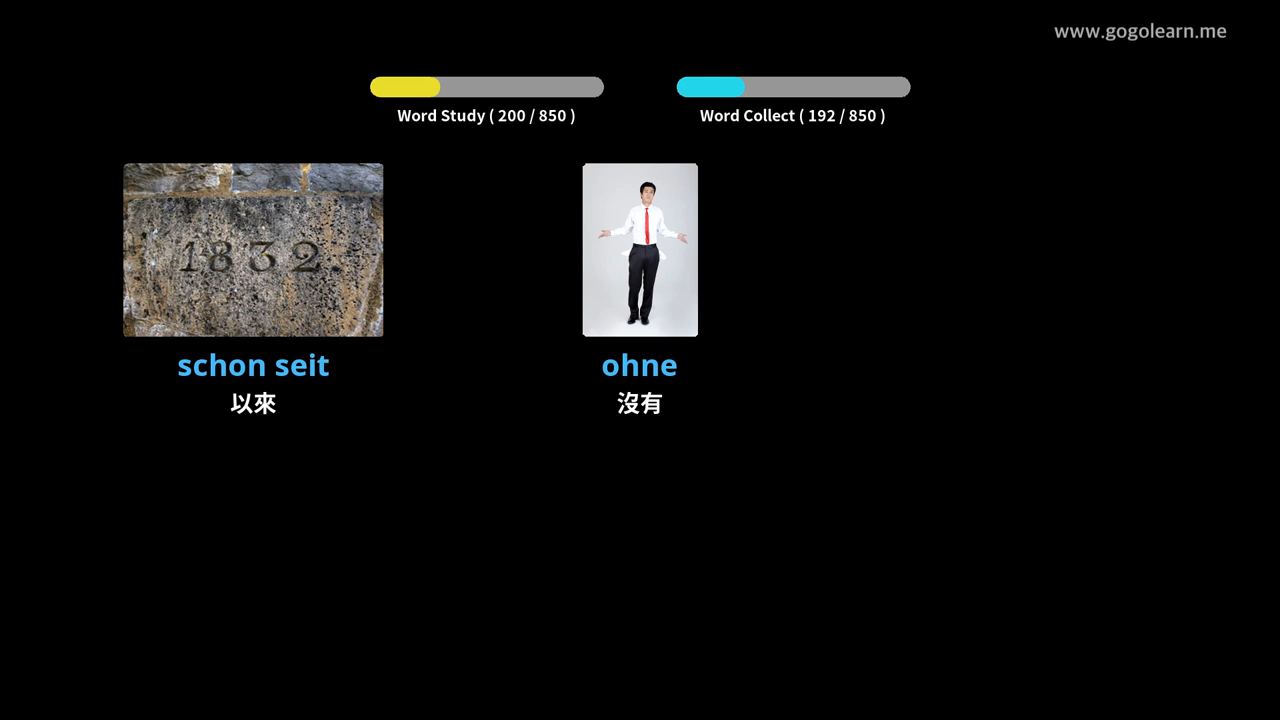 www.gogolearn.me
Word Study ( 200 / 850 )
Word Collect ( 192 / 850 )
1832.
schon seit
以來
ohne
沒有